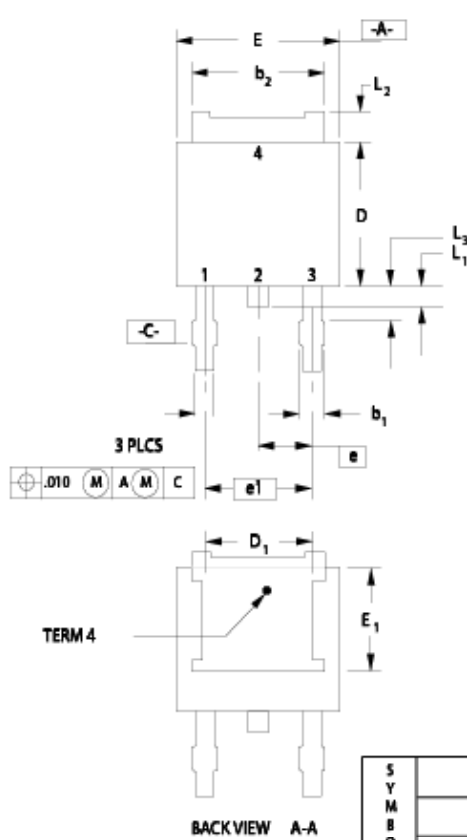 -A-
E
b2
L2
4
D
L3
L1
1 2 3
-C-
b1
3 PLCS
e
.010 M A M C
e1
D1
E1
TERM 4
BACK VIEW A-A
S
Y
M
B